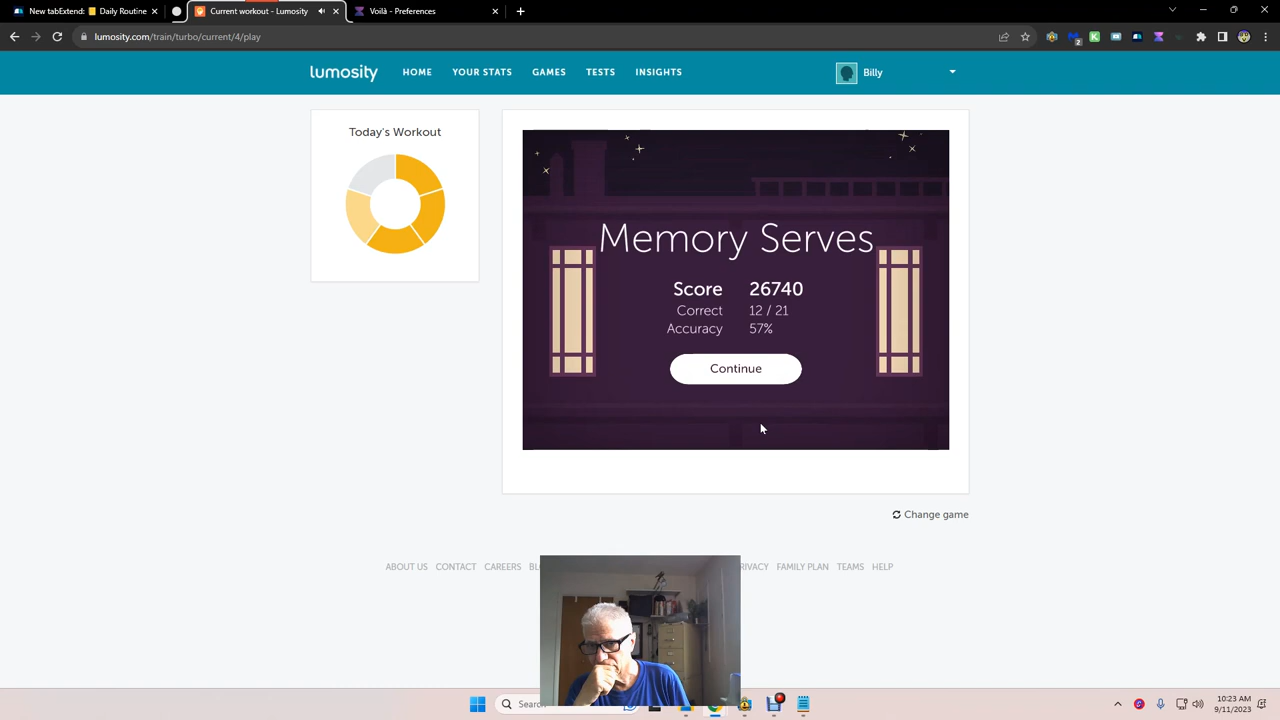 New tabExtend: Daily Routine
Current workout - Lumosity
Voilà - Preferences
lumosity.com/train/turbo/current/4/play
2
lumosity
HOME
YOUR STATS
GAMES
TESTS
INSIGHTS
Billy
Today's Workout
Memory Serves
Score 26740
Correct 12 / 21
Accuracy 57%
Continue
Change game
ABOUT US
CONTACT
CAREERS
FAMILY PLAN
TEAMS
HELP
10:23 AM
9/11/2023